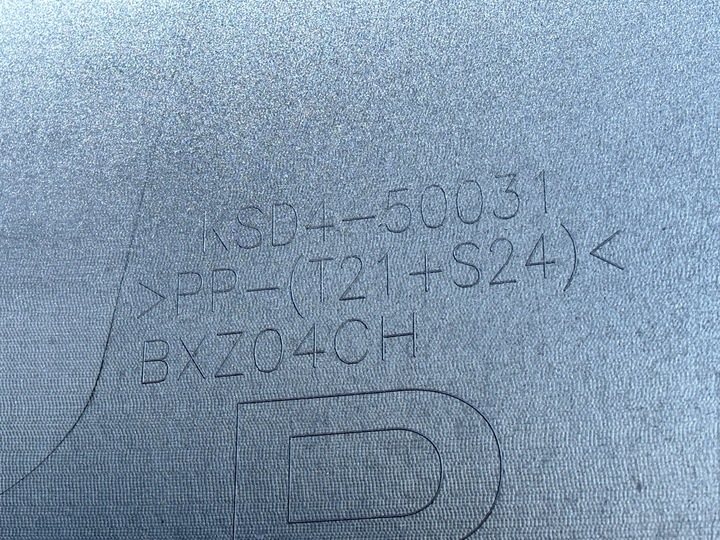 KSD4-50031
>PP-(T21+S24)<
BXZ04CH
D